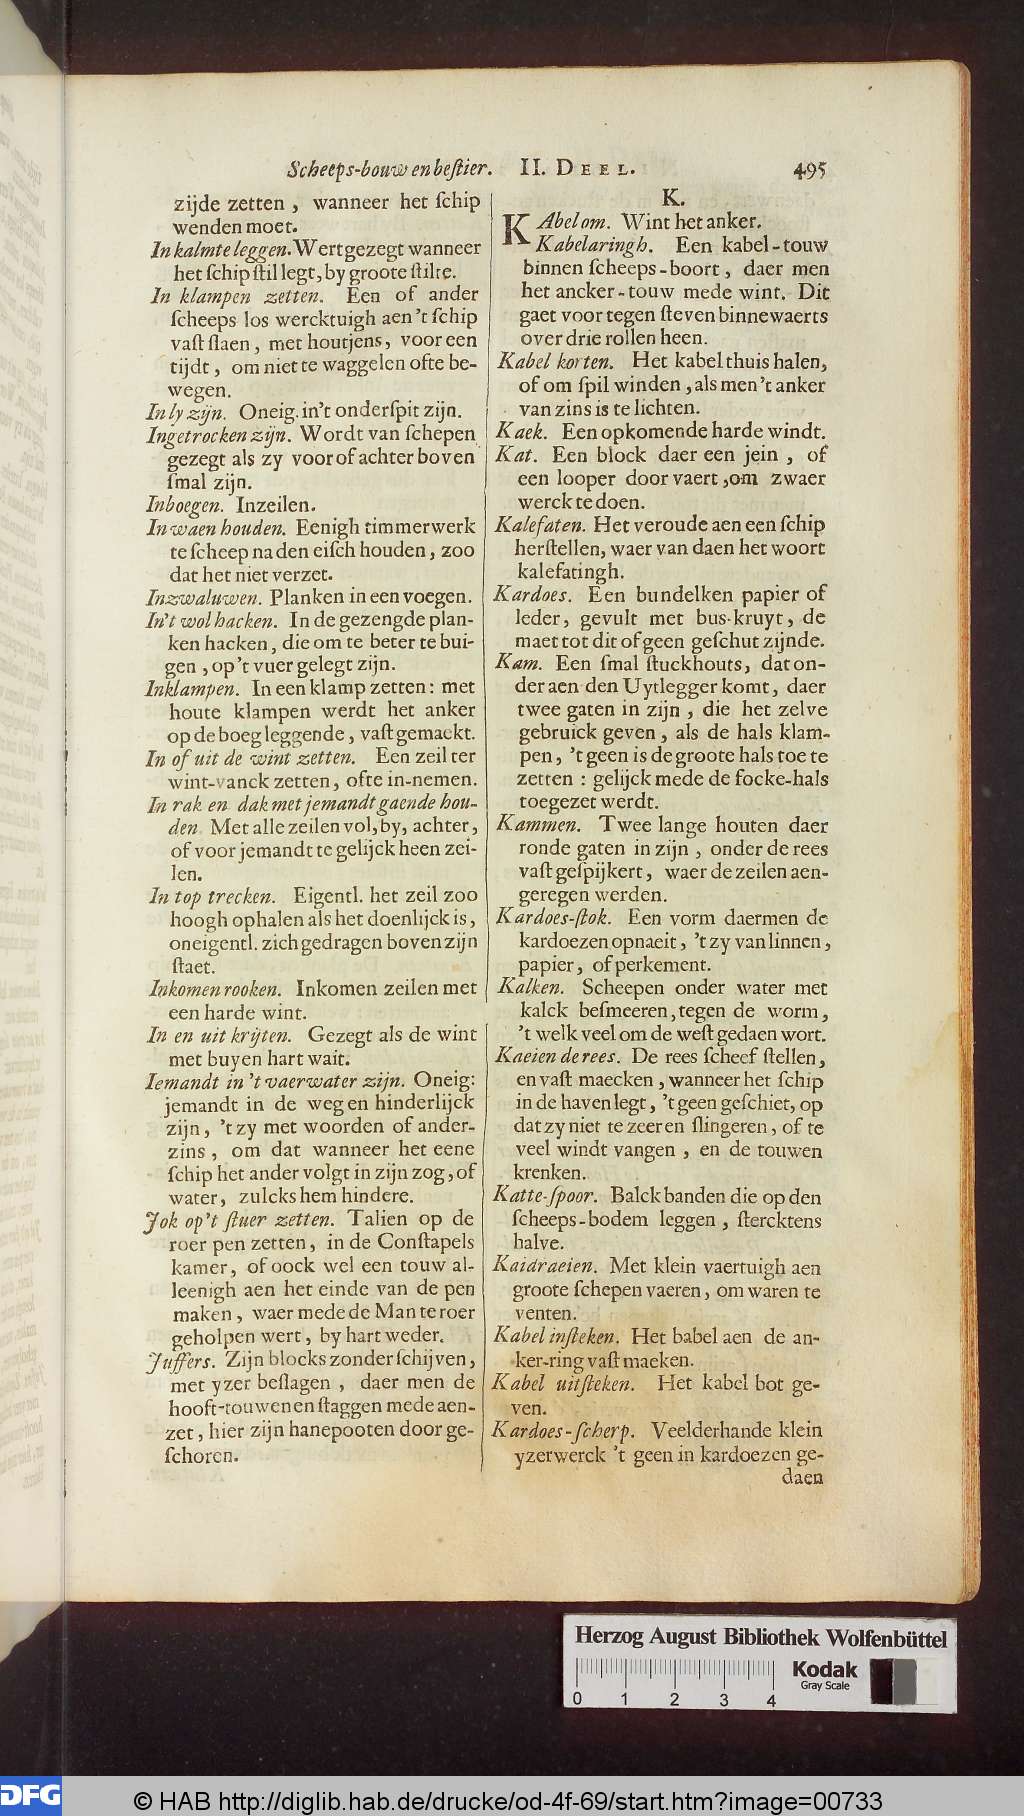 Scheeps-bouw en beſtier. II. DEEL. 495
zijde zetten, wanneer het ſchip
wenden moet.
In kalmte leggen. Wert gezegt wanneer
het ſchip ſtil legt, by groote ſtilte.
In klampen zetten. Een of ander
ſcheeps los wercktuigh aen 't ſchip
vaſt ſlaen, met houtjens, voor een
tijdt, om niet te waggelen ofte be-
wegen.
In ly zijn. Oneig. in't onderſpit zijn.
Ingetrocken zijn. Wordt van ſchepen
gezegt als zy voor of achter boven
ſmal zijn.
Inboegen. Inzeilen.
In waen houden. Eenigh timmerwerk
te ſcheep na den eiſch houden, zoo
dat het niet verzet.
Inzwaluwen. Planken in een voegen.
In't wol hacken. In de gezengde plan-
ken hacken, die om te beter te bui-
gen, op 't vuer gelegt zijn.
Inklampen. In een klamp zetten: met
houte klampen werdt het anker
op de boeg leggende, vaſt gemaekt.
In of uit de wint zetten. Een zeil ter
wint-vanck zetten, ofte in-nemen.
In rak en dak met jemandt gaende hou-
den. Met alle zeilen vol, by, achter,
of voor jemandt te gelijck heen zei-
len.
In top trecken. Eigentl. het zeil zoo
hoogh ophalen als het doenlijck is,
oneigentl. zich gedragen boven zijn
ſtaet.
Inkomen rooken. Inkomen zeilen met
een harde wint.
In en uit krijten. Gezegt als de wint
met buyen hart wait.
Iemandt in 't vaerwater zijn. Oneig:
jemandt in de weg en hinderlijck
zijn, 't zy met woorden of ander-
zins, om dat wanneer het eene
ſchip het ander volgt in zijn zog, of
water, zulcks hem hindere.
Jok op't ſtuer zetten. Talien op de
roer pen zetten, in de Conſtapels
kamer, of oock wel een touw al-
leenigh aen het einde van de pen
maken, waer mede de Man te roer
geholpen wert, by hart weder.
Juffers. Zijn blocks zonder ſchijven,
met yzer beſlagen, daer men de
hooft-touwen en ſtaggen mede aen-
zet, hier zijn hanepooten door ge-
ſchoren.
K.
KAbel om. Wint het anker.
Kabelaringh. Een kabel-touw
binnen ſcheeps-boort, daer men
het ancker-touw mede wint. Dit
gaet voor tegen ſteven binnewaerts
over drie rollen heen.
Kabel korten. Het kabel thuis halen,
of om ſpil winden, als men 't anker
van zins is te lichten.
Kaek. Een opkomende harde windt.
Kat. Een block daer een jein, of
een looper door vaert, om zwaer
werck te doen.
Kalefaten. Het veroude aen een ſchip
herſtellen, waer van daen het woort
kalefatingh.
Kardoes. Een bundelken papier of
leder, gevult met bus-kruyt, de
maet tot dit of geen geſchut zijnde.
Kam. Een ſmal ſtuckhouts, dat on-
der aen den Uytlegger komt, daer
twee gaten in zijn, die het zelve
gebruick geven, als de hals klam-
pen, 't geen is de groote hals toe te
zetten: gelijck mede de focke-hals
toegezet werdt.
Kammen. Twee lange houten daer
ronde gaten in zijn, onder de rees
vaſt geſpijkert, waer de zeilen aen-
geregen werden.
Kardoes-ſtok. Een vorm daermen de
kardoezen opnaeit, 't zy van linnen,
papier, of perkement.
Kalken. Scheepen onder water met
kalck beſmeeren, tegen de worm,
't welk veel om de weſt gedaen wort.
Kaeien de rees. De rees ſcheef ſtellen,
en vaſt maecken, wanneer het ſchip
in de haven legt, 't geen geſchiet, op
dat zy niet te zeer en ſlingeren, of te
veel windt vangen, en de touwen
krenken.
Katte-ſpoor. Balck banden die op den
ſcheeps-bodem leggen, ſtercktens
halve.
Kaidraeien. Met klein vaertuigh aen
groote ſchepen vaeren, om waren te
venten.
Kabel inſteken. Het babel aen de an-
ker-ring vaſt maeken.
Kabel uitſteken. Het kabel bot ge-
ven.
Kardoes-ſcherp. Veelderhande klein
yzerwerck 't geen in kardoezen ge-
daen
Herzog August Bibliothek Wolfenbüttel
0 1 2 3 4
Kodak
Gray Scale
DFG
© HAB http://diglib.hab.de/drucke/od-4f-69/start.htm?image=00733